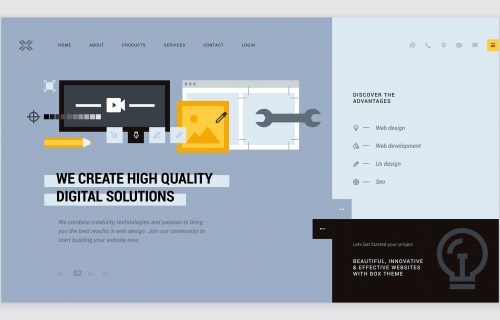 HOME ABOUT PRODUCTS SERVICES CONTACT LOGIN
WE CREATE HIGH QUALITY
DIGITAL SOLUTIONS
We combine creativity, technologies and passion to bring
you the best results in web design. Join our community to
start building your website now.
01 02 03 04
DISCOVER THE
ADVANTAGES
Web design
Web development
Ux design
Seo
Lets Get Started your project
BEAUTIFUL, INNOVATIVE
& EFFECTIVE WEBSITES
WITH BOX THEME